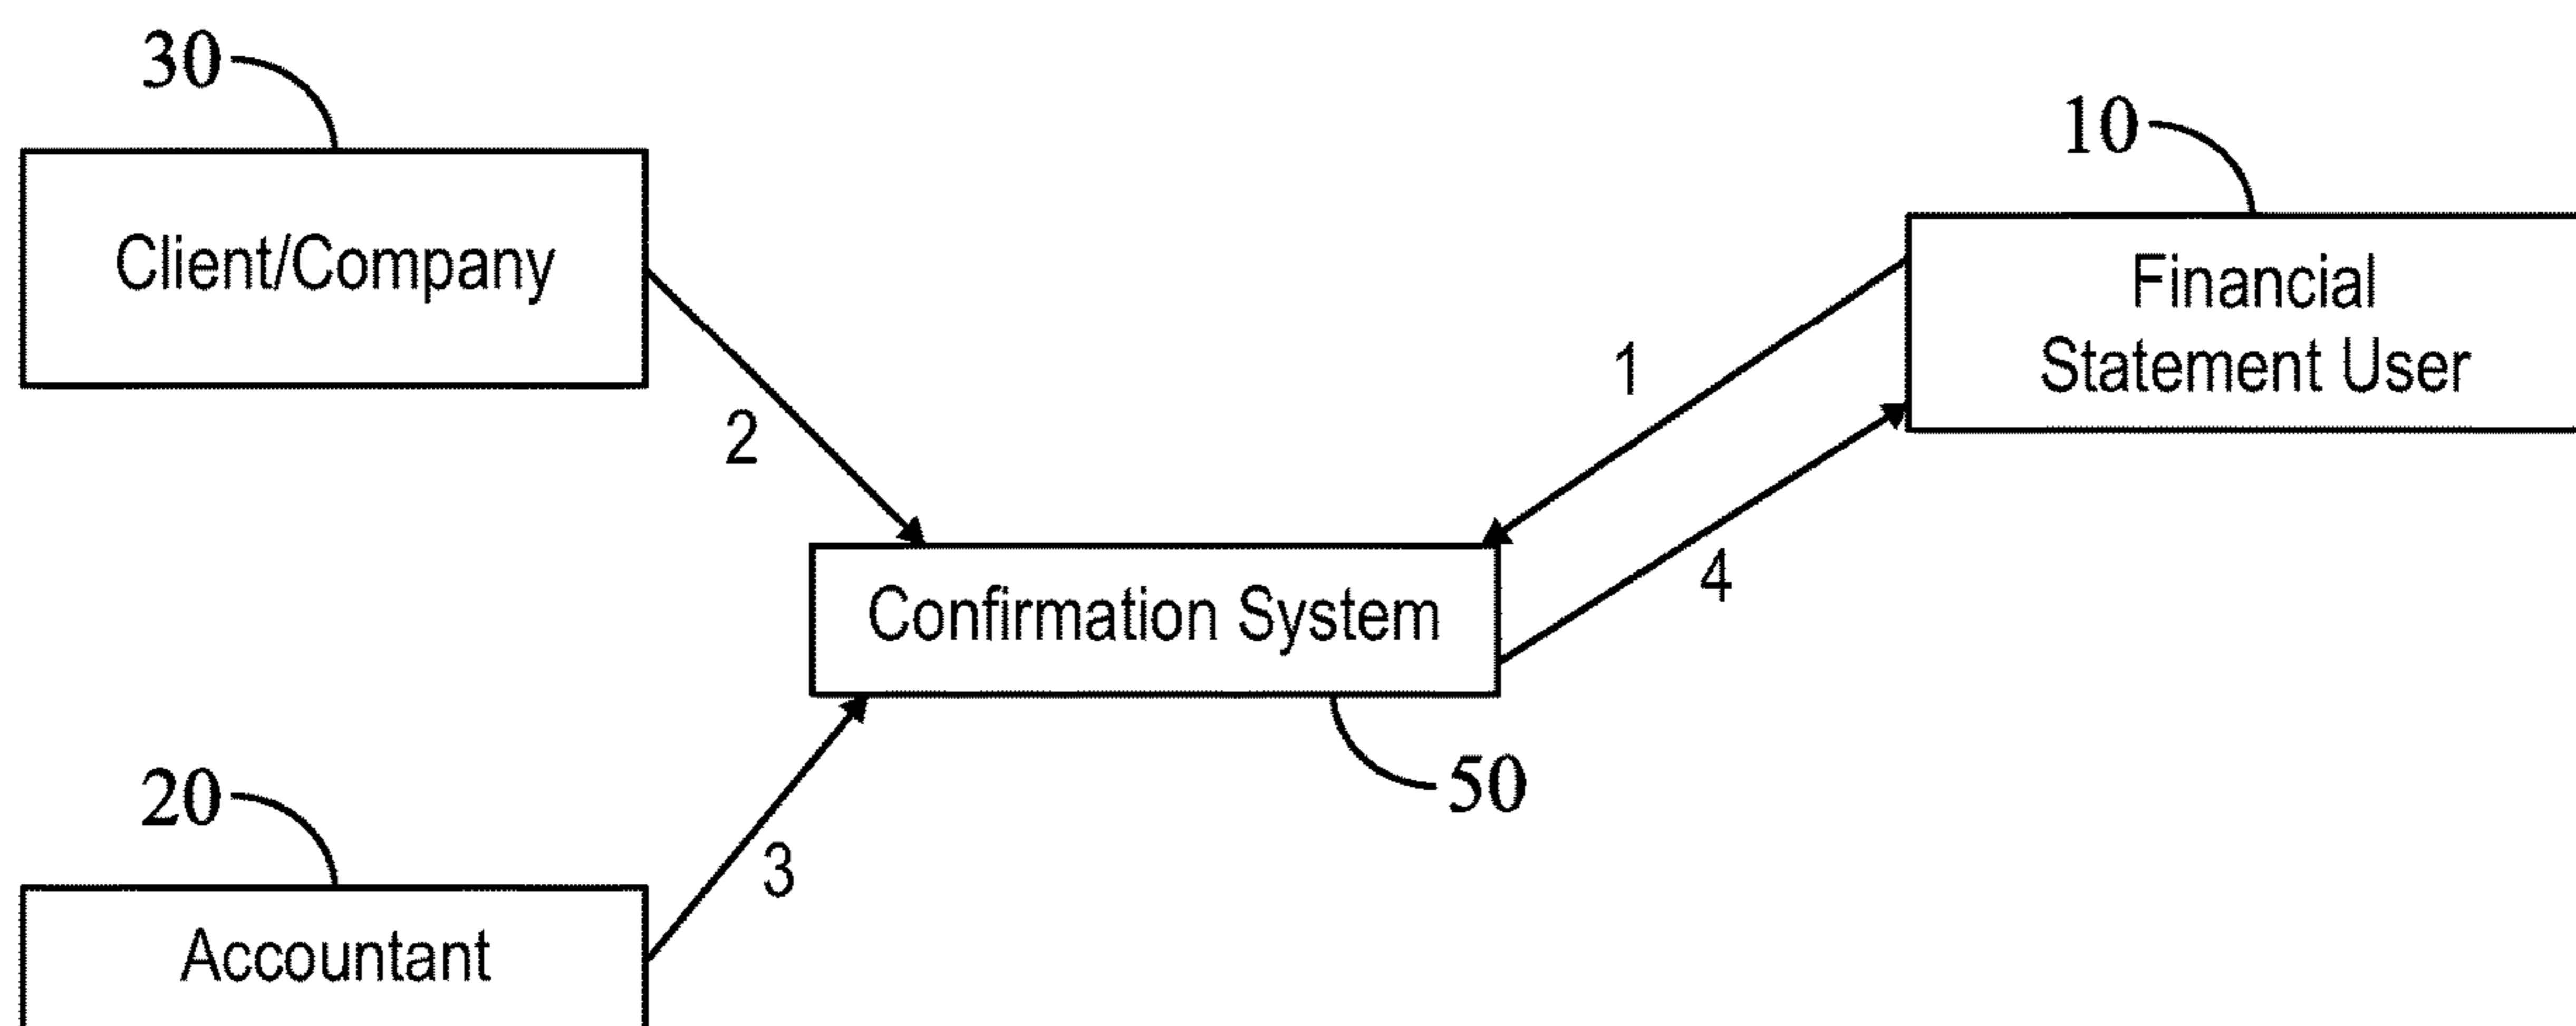 30
10
Client/Company
Financial
Statement User
1
2
4
Confirmation System
50
20
3
Accountant